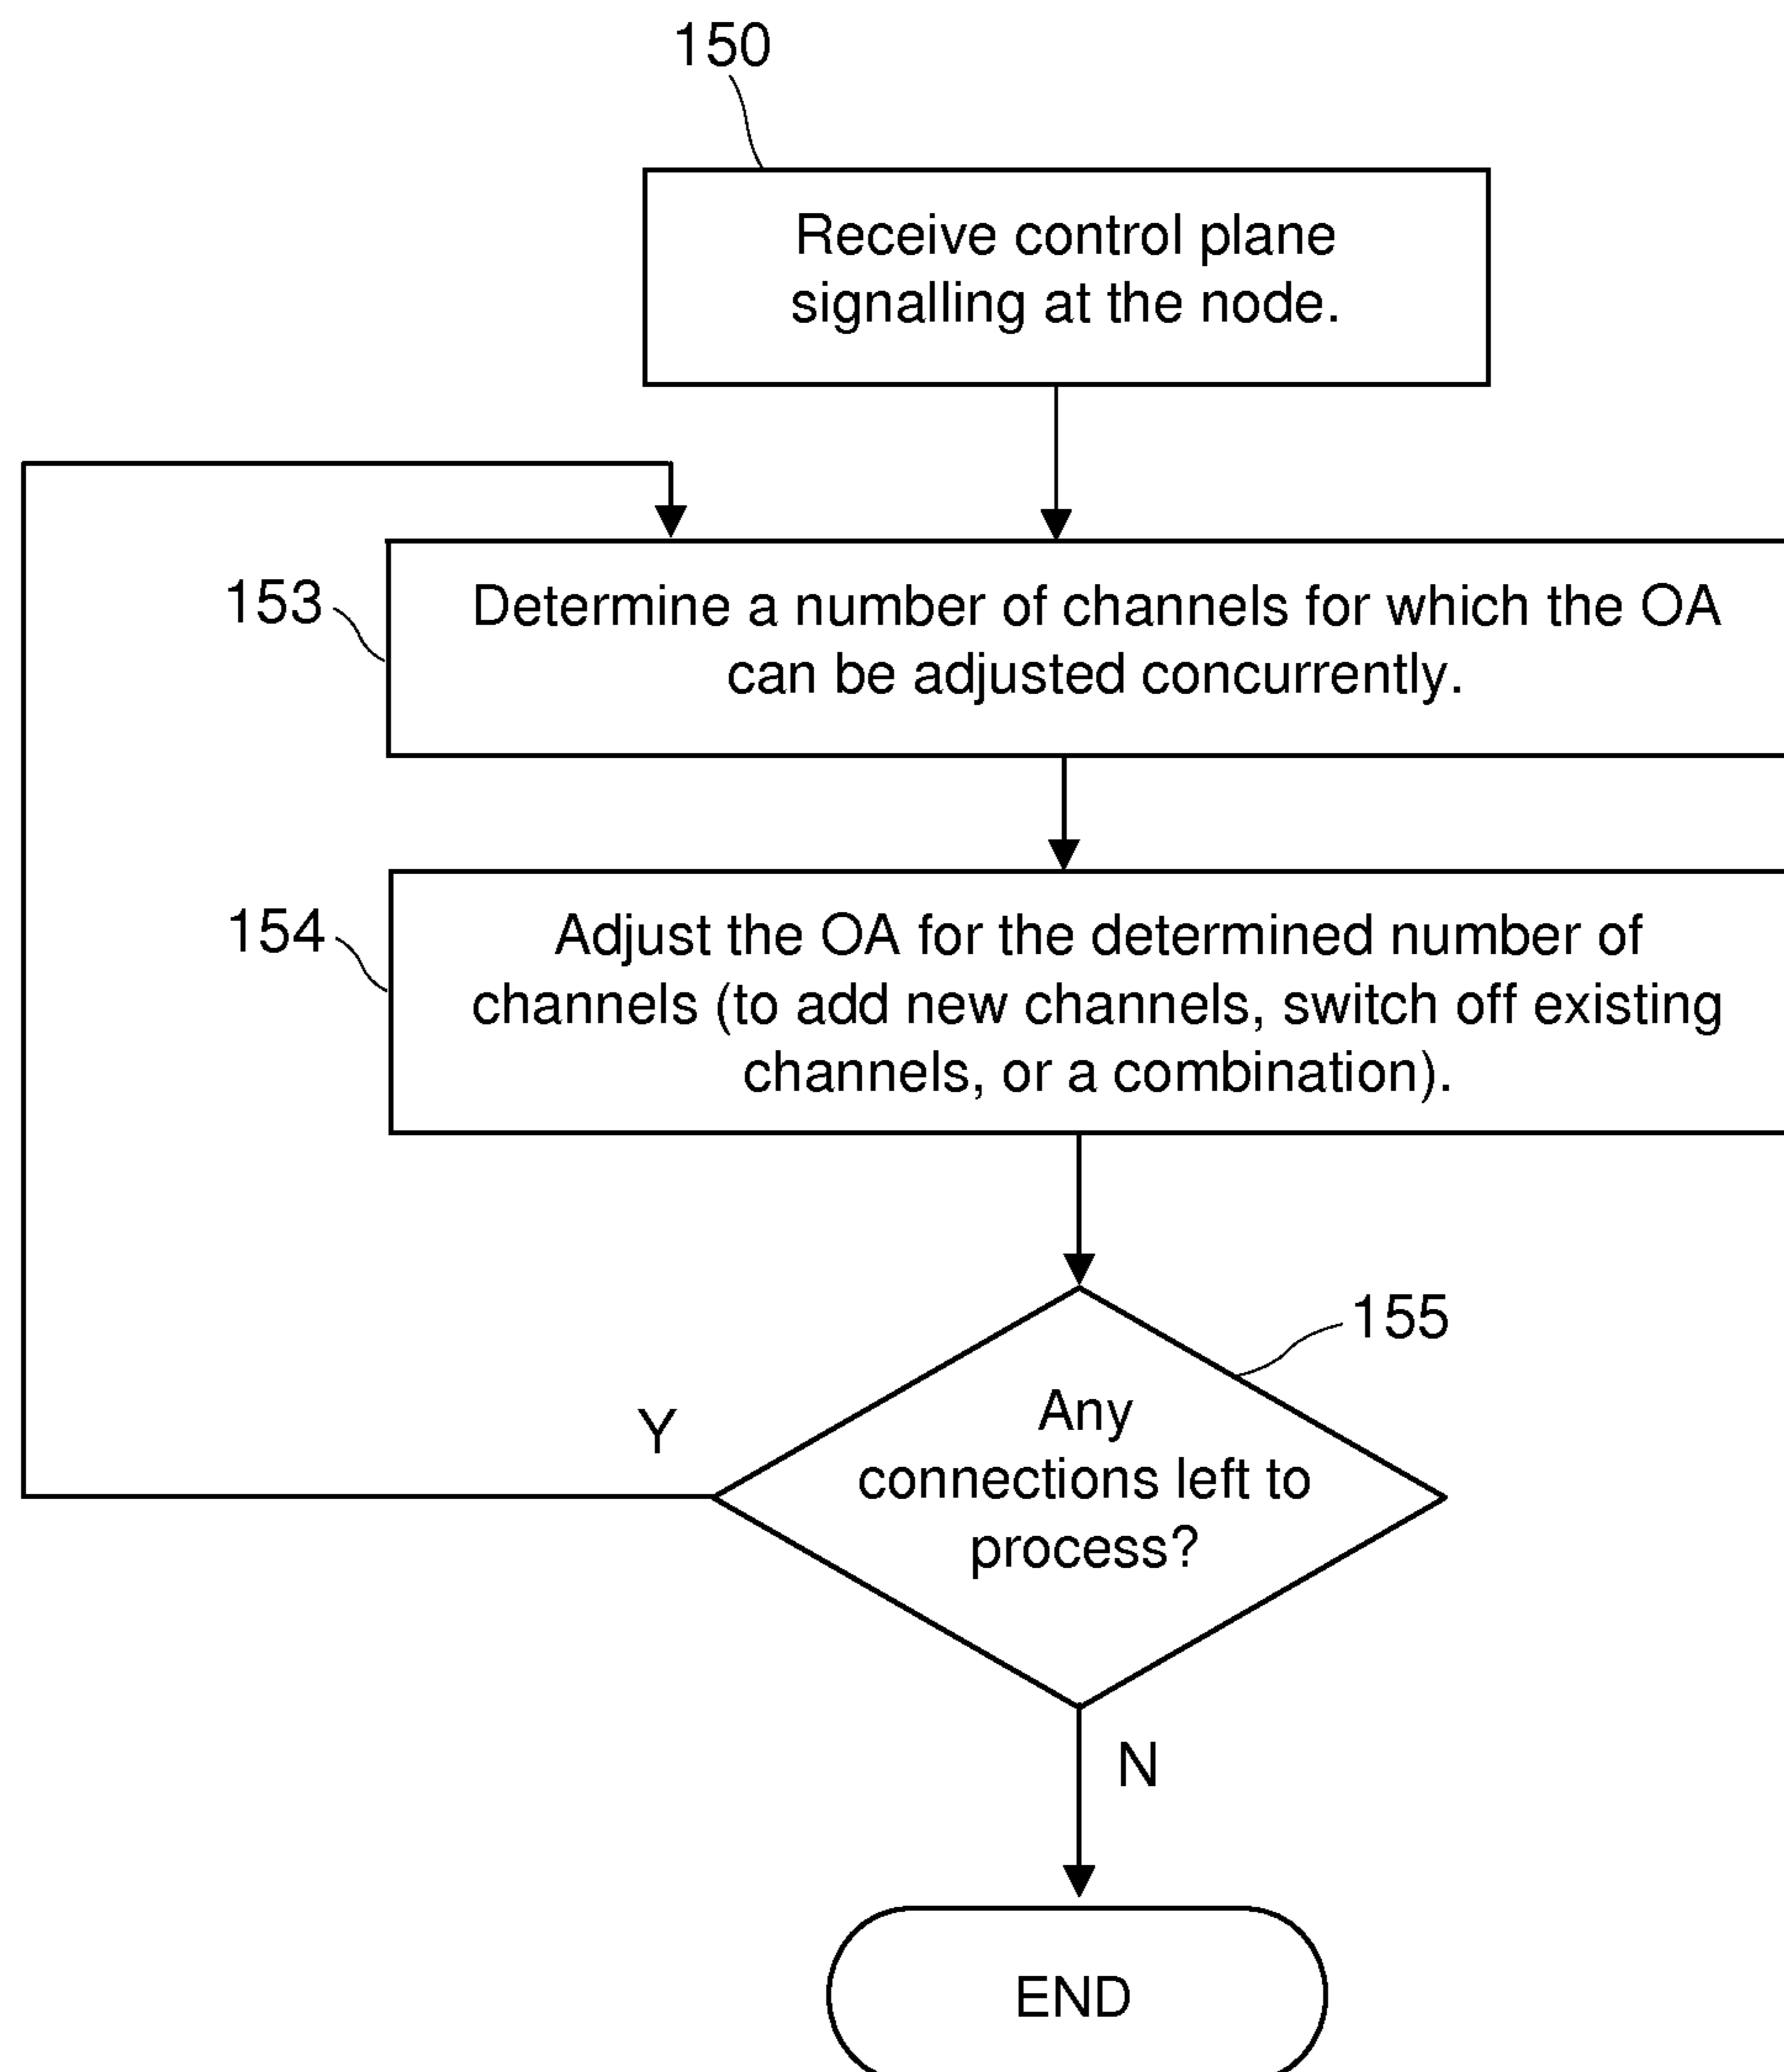 150
Receive control plane
signalling at the node.
153
Determine a number of channels for which the OA
can be adjusted concurrently.
154
Adjust the OA for the determined number of
channels (to add new channels, switch off existing
channels, or a combination).
155
Any
connections left to
process?
Y
N
END